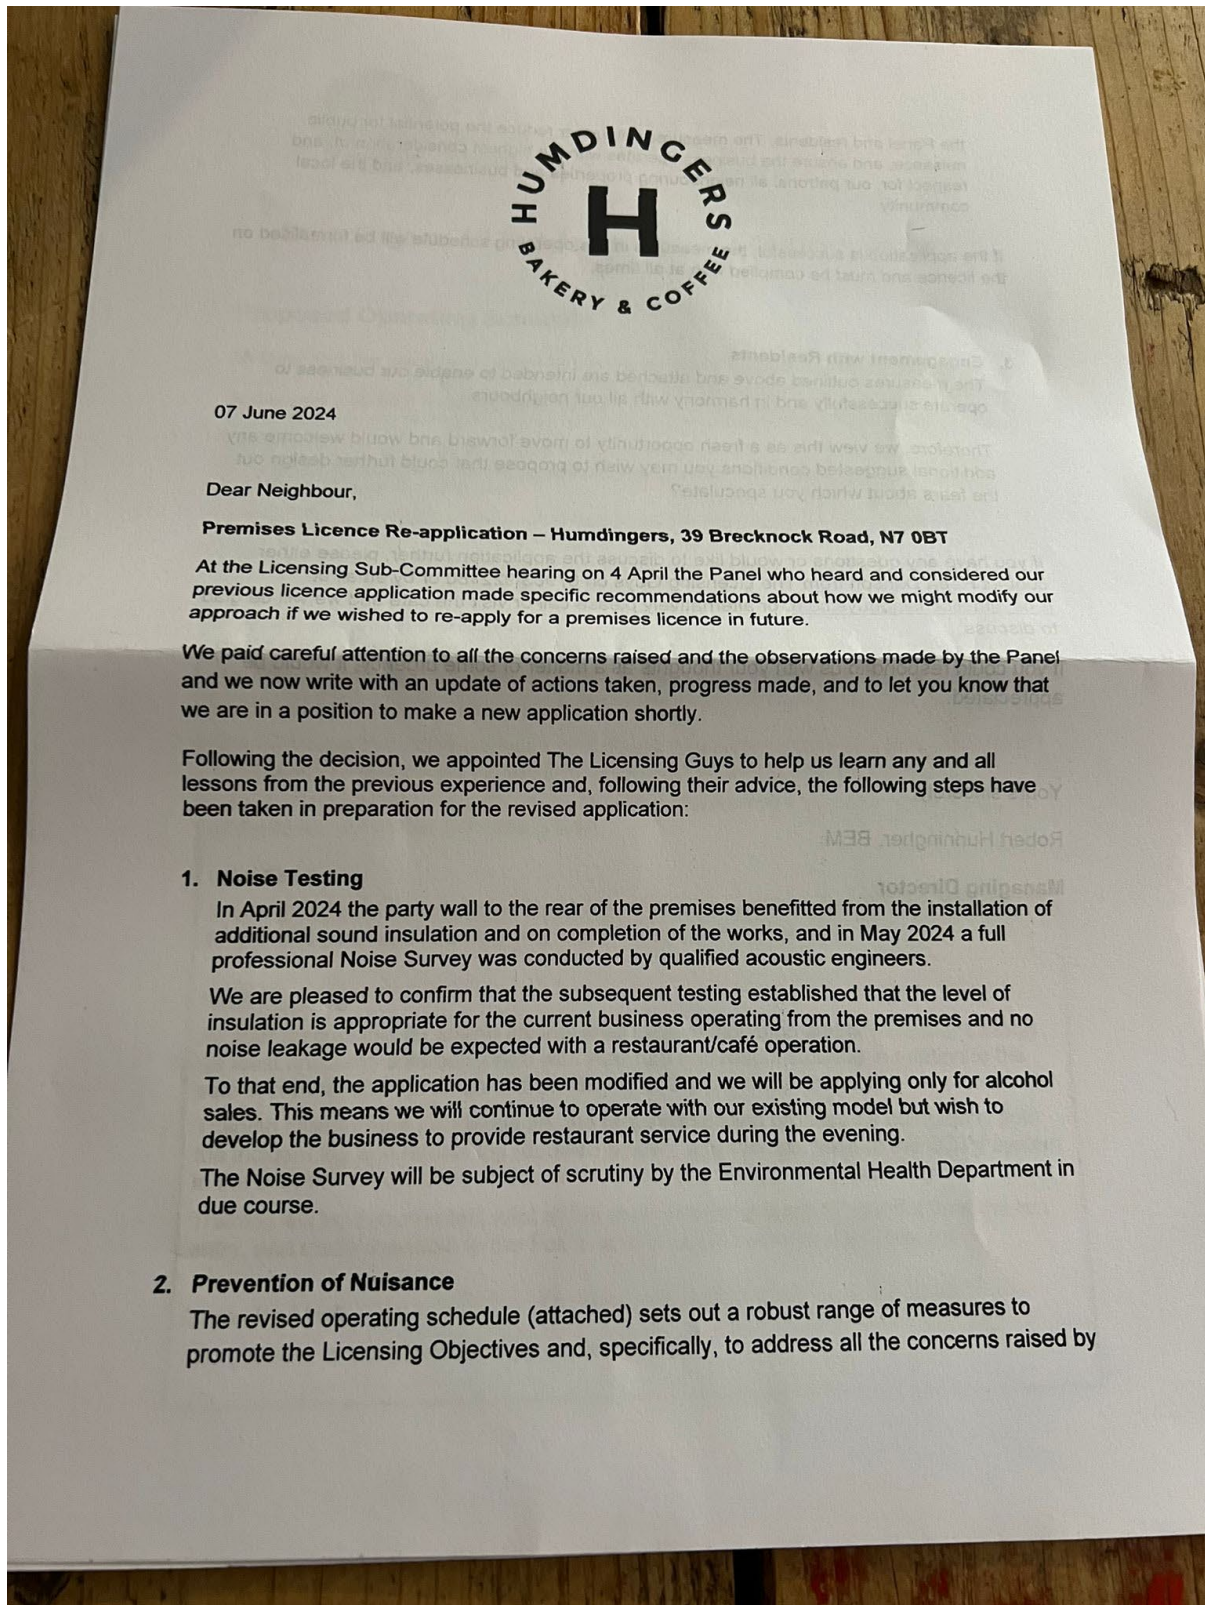 HUMDINGERS
H
BAKERY & COFFEE
07 June 2024
Dear Neighbour,
Premises Licence Re-application – Humdingers, 39 Brecknock Road, N7 0BT
At the Licensing Sub-Committee hearing on 4 April the Panel who heard and considered our
previous licence application made specific recommendations about how we might modify our
approach if we wished to re-apply for a premises licence in future.
We paid careful attention to all the concerns raised and the observations made by the Panel
and we now write with an update of actions taken, progress made, and to let you know that
we are in a position to make a new application shortly.
Following the decision, we appointed The Licensing Guys to help us learn any and all
lessons from the previous experience and, following their advice, the following steps have
been taken in preparation for the revised application:
1. Noise Testing
In April 2024 the party wall to the rear of the premises benefitted from the installation of
additional sound insulation and on completion of the works, and in May 2024 a full
professional Noise Survey was conducted by qualified acoustic engineers.
We are pleased to confirm that the subsequent testing established that the level of
insulation is appropriate for the current business operating from the premises and no
noise leakage would be expected with a restaurant/café operation.
To that end, the application has been modified and we will be applying only for alcohol
sales. This means we will continue to operate with our existing model but wish to
develop the business to provide restaurant service during the evening.
The Noise Survey will be subject of scrutiny by the Environmental Health Department in
due course.
2. Prevention of Nuisance
The revised operating schedule (attached) sets out a robust range of measures to
promote the Licensing Objectives and, specifically, to address all the concerns raised by